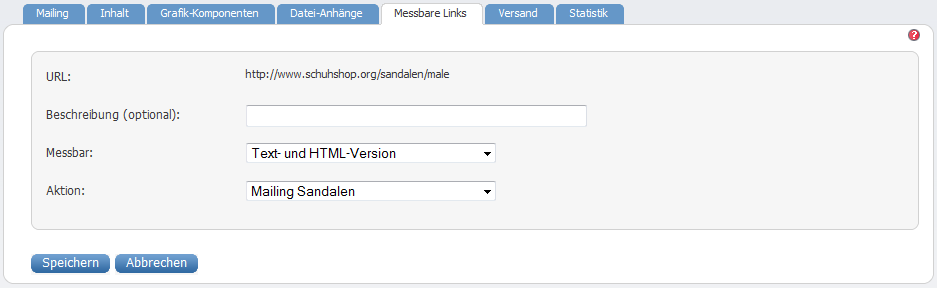 Mailing Inhalt Grafik-Komponenten Datei-Anhänge Messbare Links Versand Statistik
?
URL: http://www.schuhshop.org/sandalen/male
Beschreibung (optional):
Messbar: Text- und HTML-Version
Aktion: Mailing Sandalen
Speichern Abbrechen